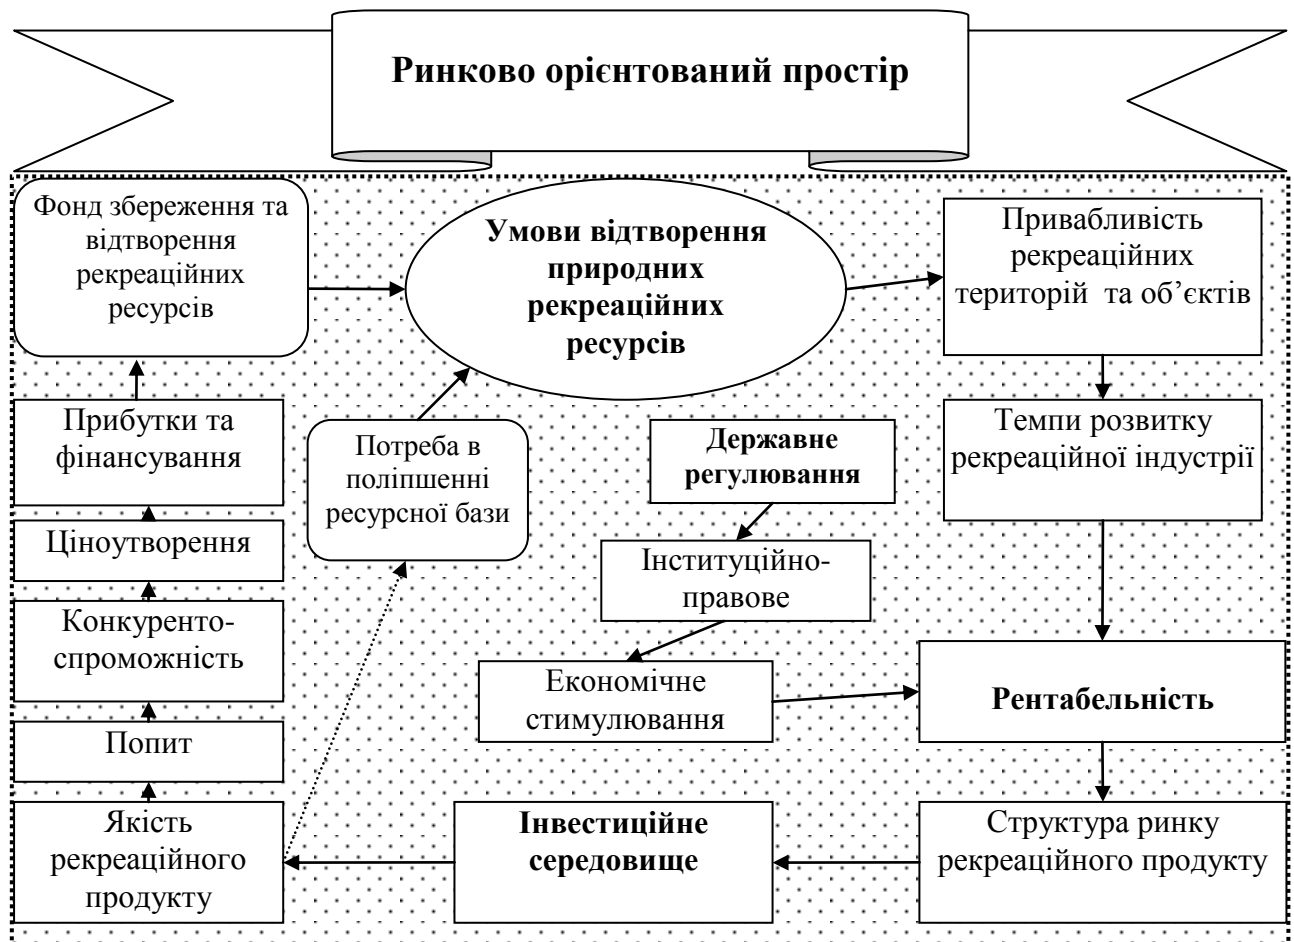 Ринково орієнтований простір
Фонд збереження та
відтворення
рекреаційних
ресурсів
Умови відтворення
природних
рекреаційних
ресурсів
Привабливість
рекреаційних
територій та об’єктів
Прибутки та
фінансування
Потреба в
поліпшенні
ресурсної бази
Державне
регулювання
Темпи розвитку
рекреаційної індустрії
Ціноутворення
Інституційно-
правове
Конкуренто-
спроможність
Економічне
стимулювання
Рентабельність
Попит
Якість
рекреаційного
продукту
Інвестиційне
середовище
Структура ринку
рекреаційного продукту